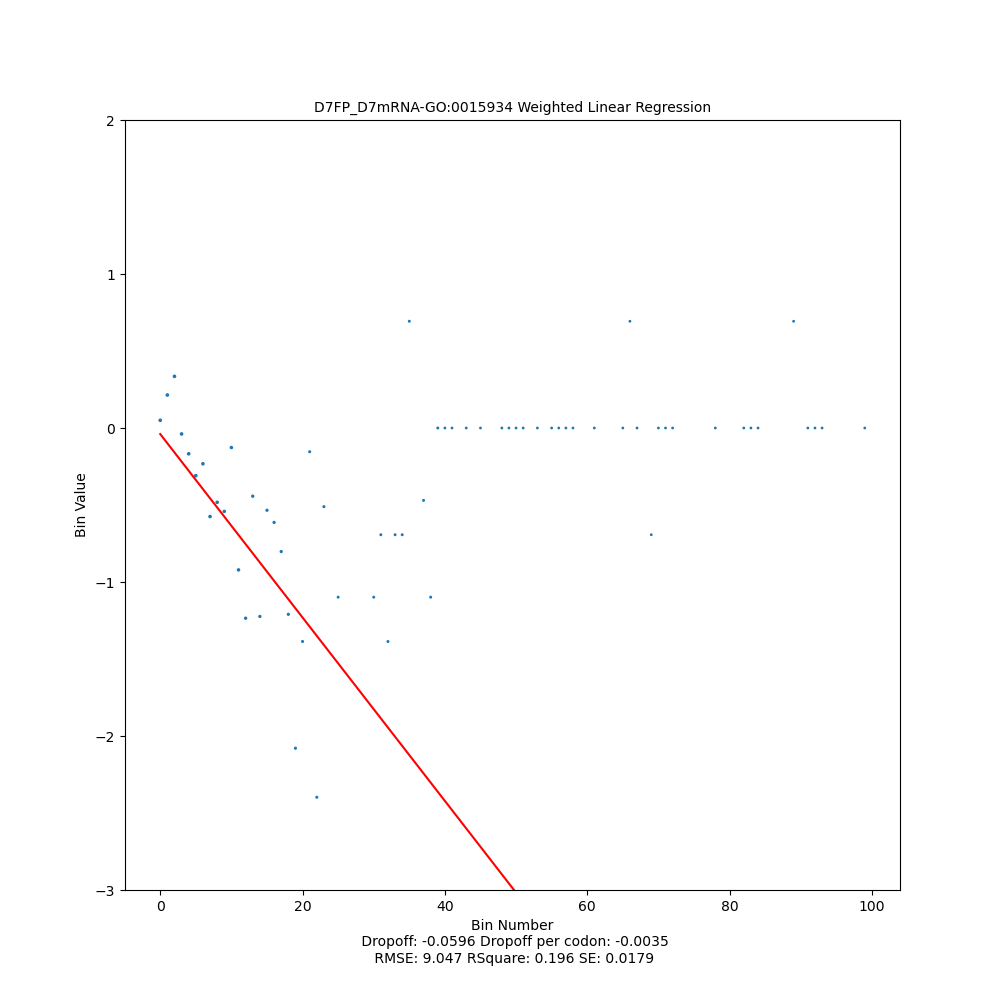 D7FP_D7mRNA-GO:0015934 Weighted Linear Regression
2
1
0
−1
−2
−3
Bin Value
0 20 40 60 80 100
Bin Number
Dropoff: -0.0596 Dropoff per codon: -0.0035
RMSE: 9.047 RSquare: 0.196 SE: 0.0179